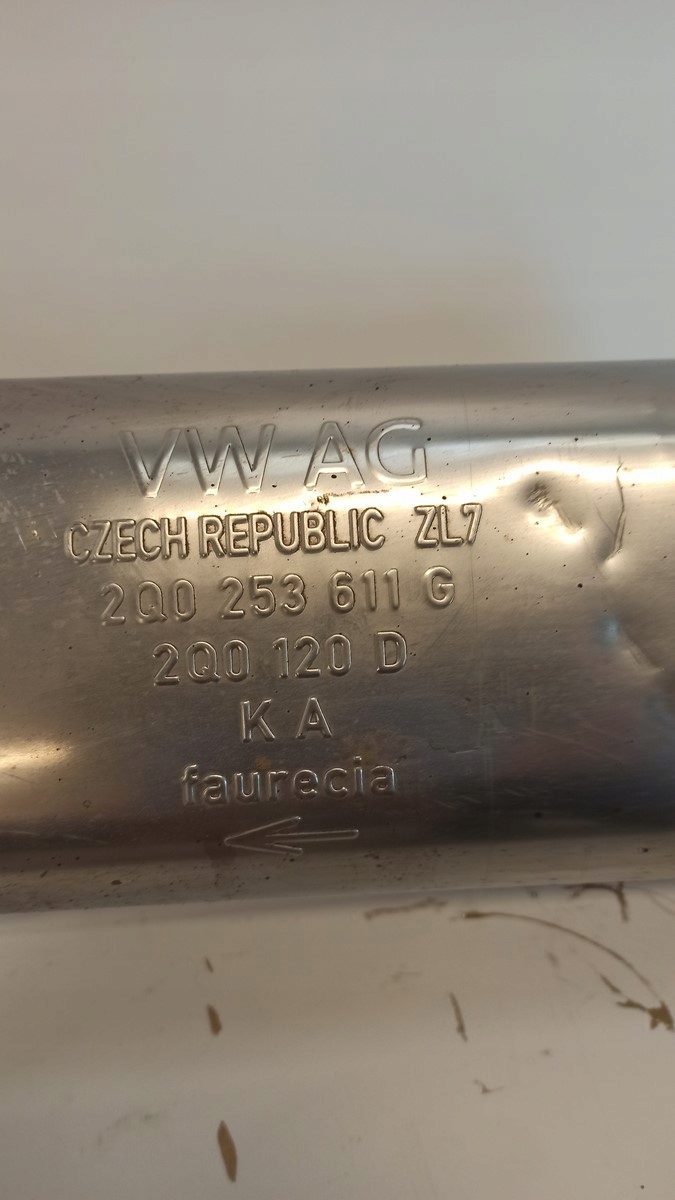 VW AG
CZECH REPUBLIC ZL7
2Q0 253 611 G
2Q0 120 D
K A
faurecia